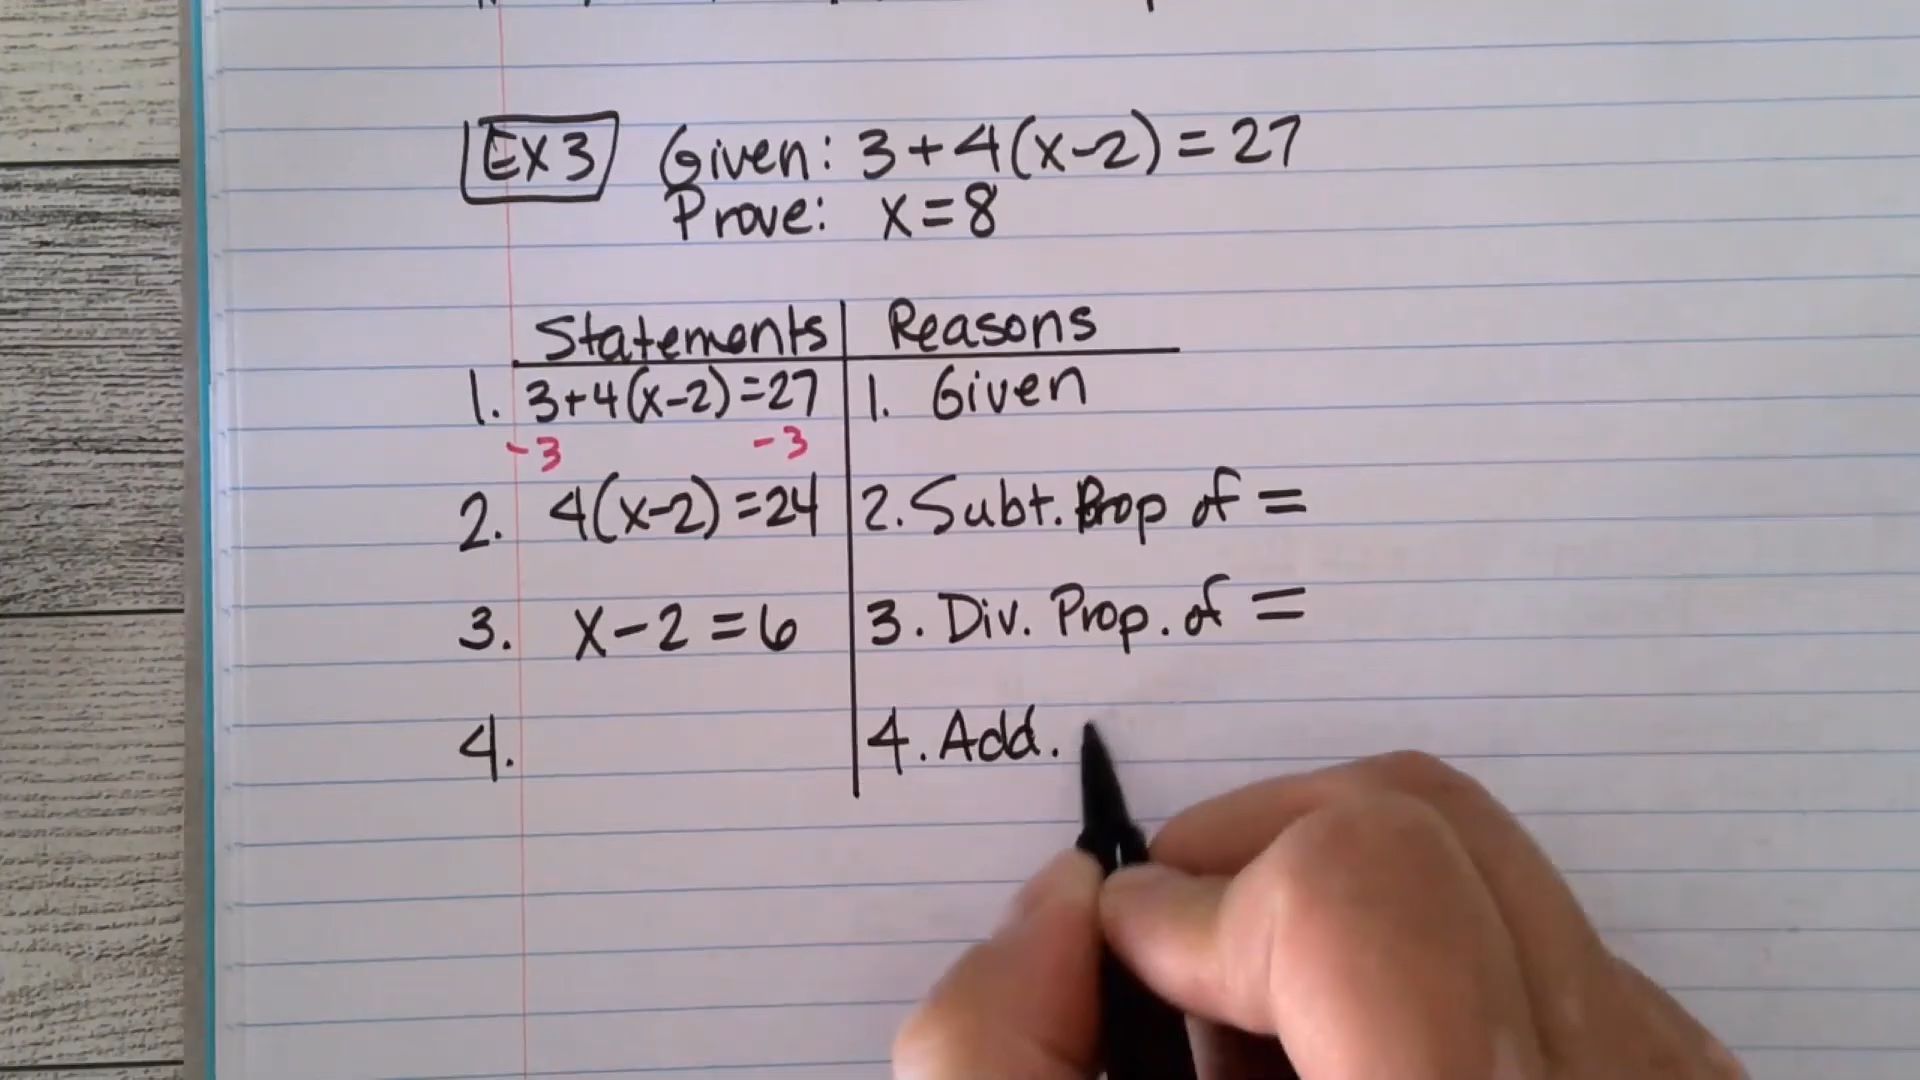 EX 3 Given: 3+4(x-2)=27
Prove: x=8
Statements Reasons
1. 3+4(x-2)=27 1. Given
-3 -3
2. 4(x-2)=24 2. Subt. Prop of =
3. x-2=6 3. Div. Prop. of =
4. 4. Add.